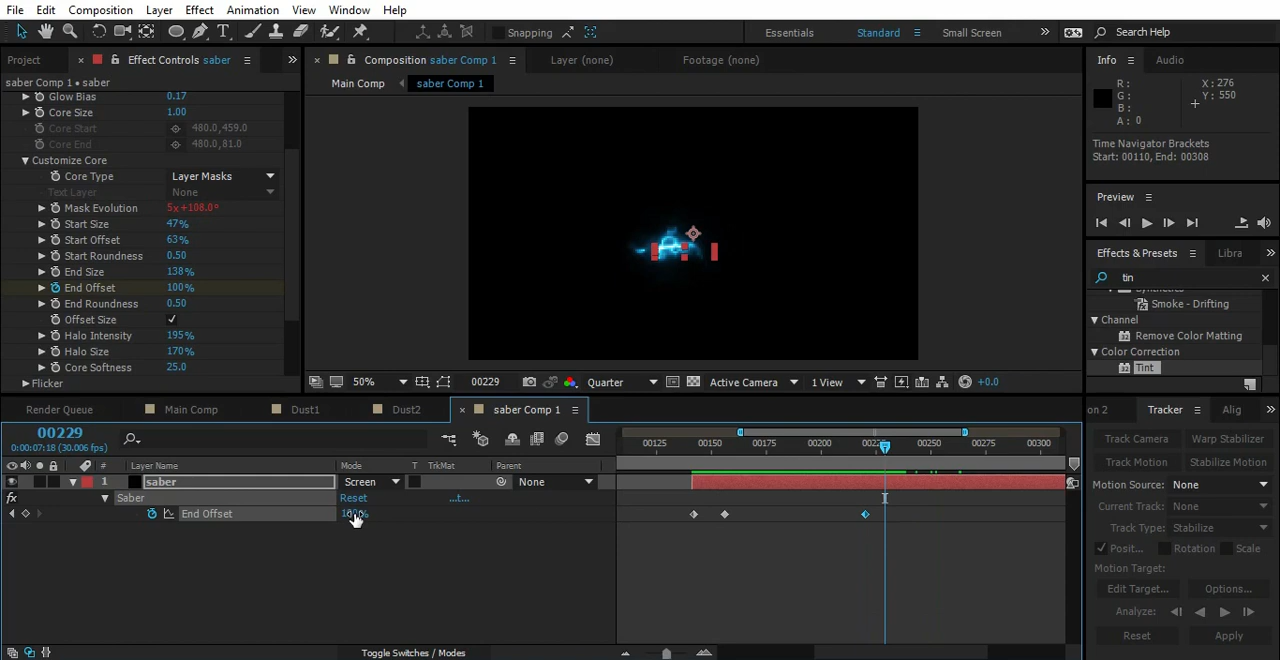 File Edit Composition Layer Effect Animation View Window Help
Snapping Essentials Standard Small Screen Search Help
Project Effect Controls saber
saber Comp 1 • saber
Glow Bias 0.17
Core Size 1.00
Core Start 480.0,459.0
Core End 480.0,81.0
Customize Core
Core Type Layer Masks
Text Layer None
Mask Evolution 5x+108.0°
Start Size 47%
Start Offset 63%
Start Roundness 0.50
End Size 138%
End Offset 100%
End Roundness 0.50
Offset Size
Halo Intensity 195%
Halo Size 170%
Core Softness 25.0
Flicker
Composition saber Comp 1 Layer (none) Footage (none)
Main Comp saber Comp 1
50% 00229 Quarter Active Camera 1 View +0.0
Info Audio
R: X: 276
G: Y: 550
B:
A: 0
Time Navigator Brackets
Start: 00110, End: 00308
Preview
Effects & Presets Libra
tin
Smoke - Drifting
Channel
Remove Color Matting
Color Correction
Tint
Render Queue Main Comp Dust1 Dust2 saber Comp 1
00229
0:00:07:18 (30.006 fps)
00125 00150 00175 00200 00250 00275 00300
# Layer Name Mode T TrkMat Parent
1 saber Screen None
fx Saber Reset ...t...
End Offset
Toggle Switches / Modes
on 2 Tracker Alig
Track Camera Warp Stabilizer
Track Motion Stabilize Motion
Motion Source: None
Current Track: None
Track Type: Stabilize
Posit... Rotation Scale
Motion Target:
Edit Target... Options...
Analyze:
Reset Apply